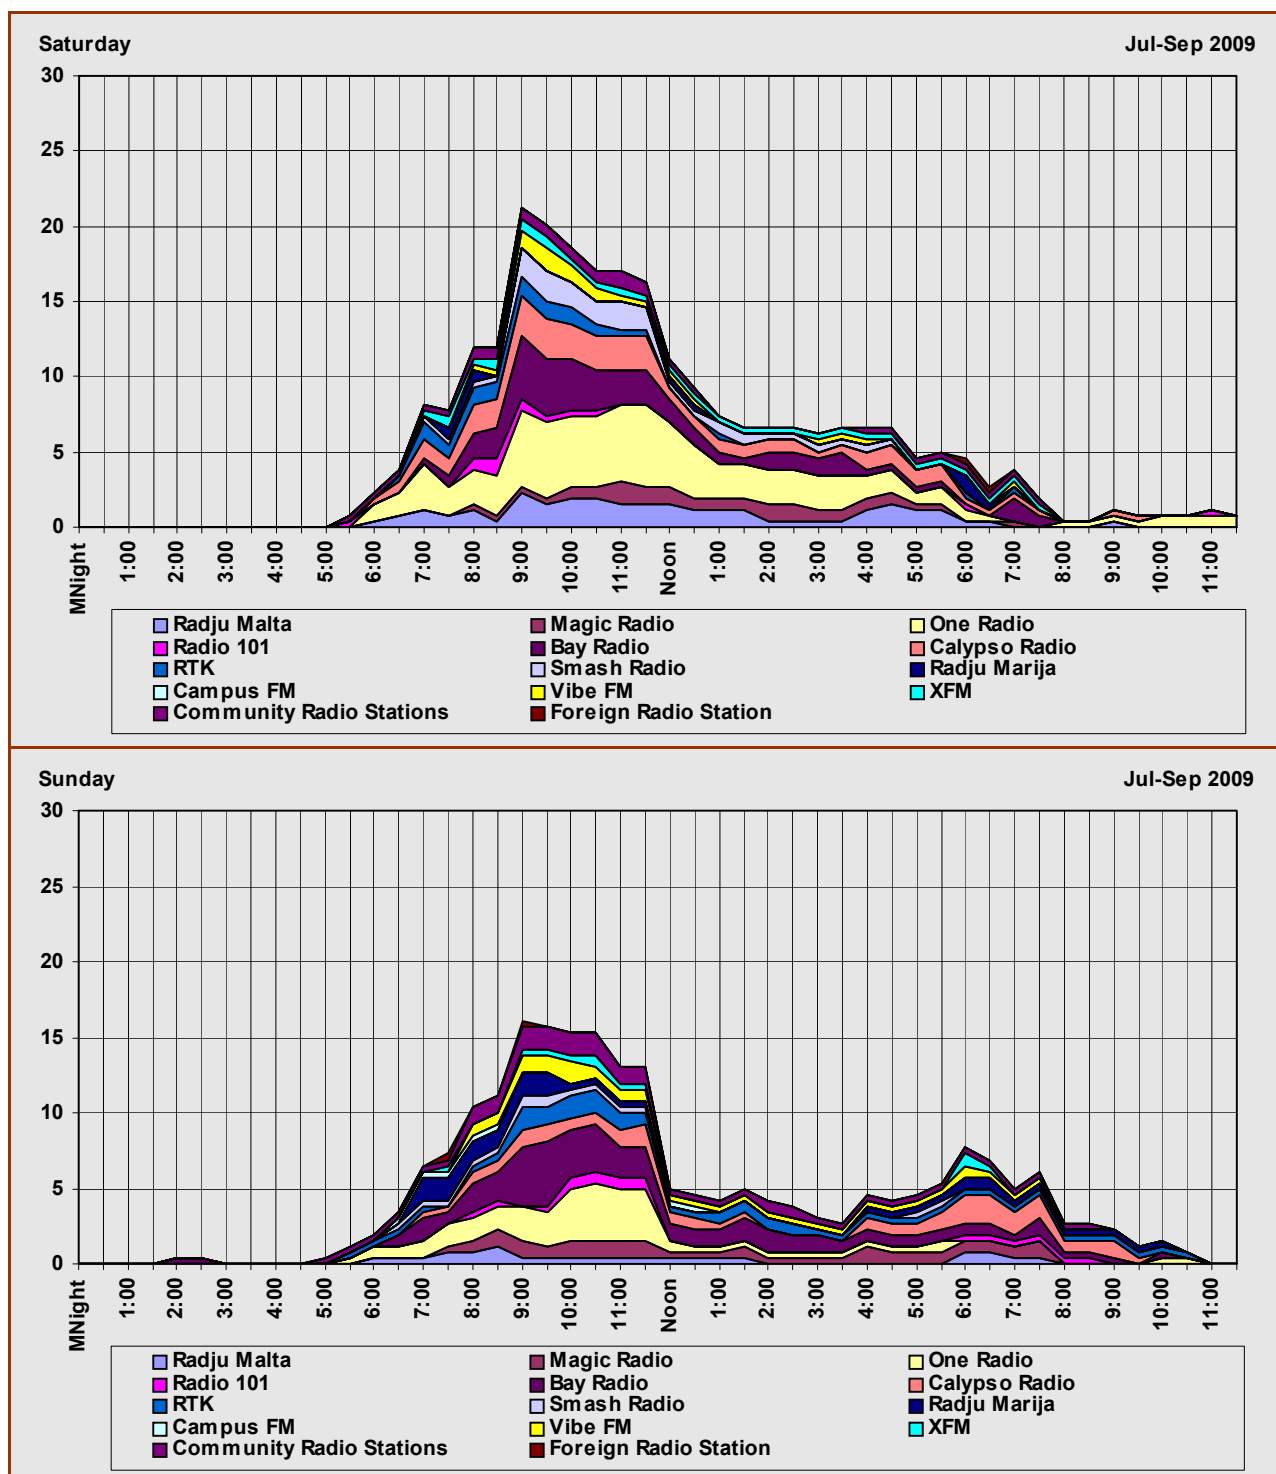 Saturday Jul-Sep 2009
30
25
20
15
10
5
0
MNight 1:00 2:00 3:00 4:00 5:00 6:00 7:00 8:00 9:00 10:00 11:00 Noon 1:00 2:00 3:00 4:00 5:00 6:00 7:00 8:00 9:00 10:00 11:00
Radju Malta Magic Radio One Radio
Radio 101 Bay Radio Calypso Radio
RTK Smash Radio Radju Marija
Campus FM Vibe FM XFM
Community Radio Stations Foreign Radio Station
Sunday Jul-Sep 2009
30
25
20
15
10
5
0
MNight 1:00 2:00 3:00 4:00 5:00 6:00 7:00 8:00 9:00 10:00 11:00 Noon 1:00 2:00 3:00 4:00 5:00 6:00 7:00 8:00 9:00 10:00 11:00
Radju Malta Magic Radio One Radio
Radio 101 Bay Radio Calypso Radio
RTK Smash Radio Radju Marija
Campus FM Vibe FM XFM
Community Radio Stations Foreign Radio Station